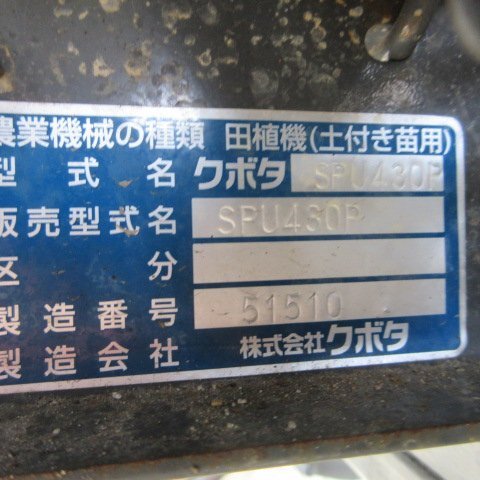 農業機械の種類 田植機(土付き苗用)
型式名 クボタ SPU430P
販売型式名 SPU430P
区分
製造番号 51510
製造会社 株式会社クボタ